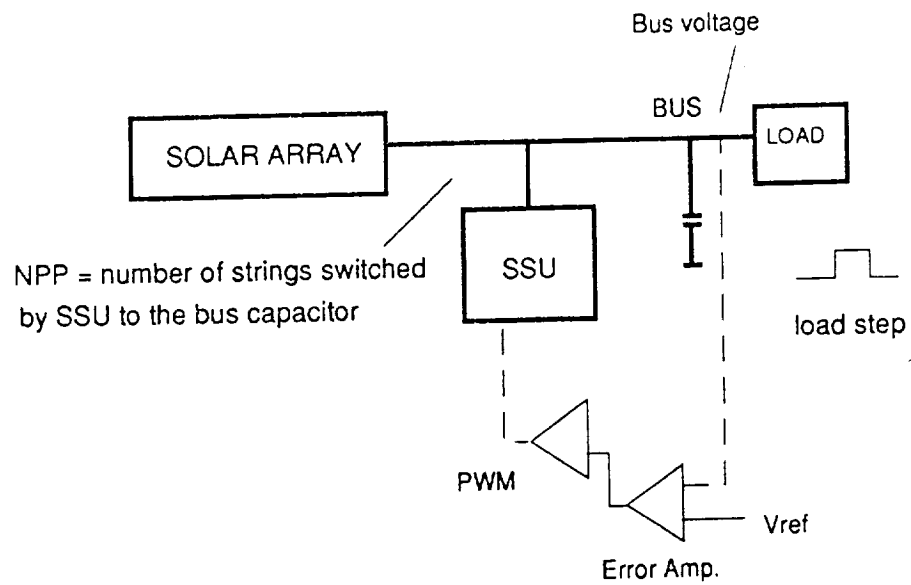 Bus voltage
BUS
LOAD
SOLAR ARRAY
SSU
NPP = number of strings switched
by SSU to the bus capacitor
load step
PWM
Vref
Error Amp.